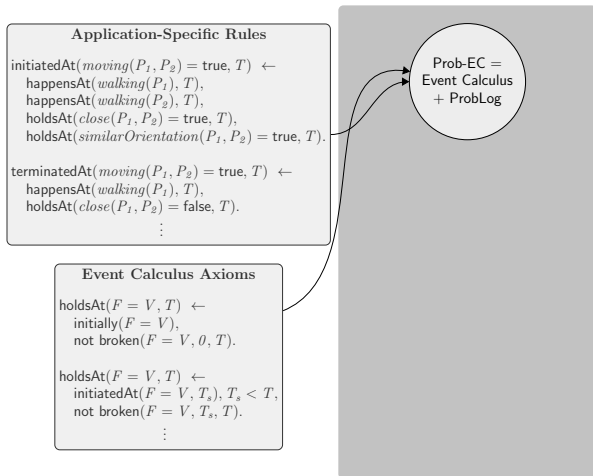 Application-Specific Rules
initiatedAt(moving(P₁, P₂) = true, T) ←
happensAt(walking(P₁), T),
happensAt(walking(P₂), T),
holdsAt(close(P₁, P₂) = true, T),
holdsAt(similarOrientation(P₁, P₂) = true, T).
terminatedAt(moving(P₁, P₂) = true, T) ←
happensAt(walking(P₁), T),
holdsAt(close(P₁, P₂) = false, T).
⋮
Event Calculus Axioms
holdsAt(F = V, T) ←
initially(F = V),
not broken(F = V, 0, T).
holdsAt(F = V, T) ←
initiatedAt(F = V, Tₛ), Tₛ < T,
not broken(F = V, Tₛ, T).
⋮
Prob-EC =
Event Calculus
+ ProbLog